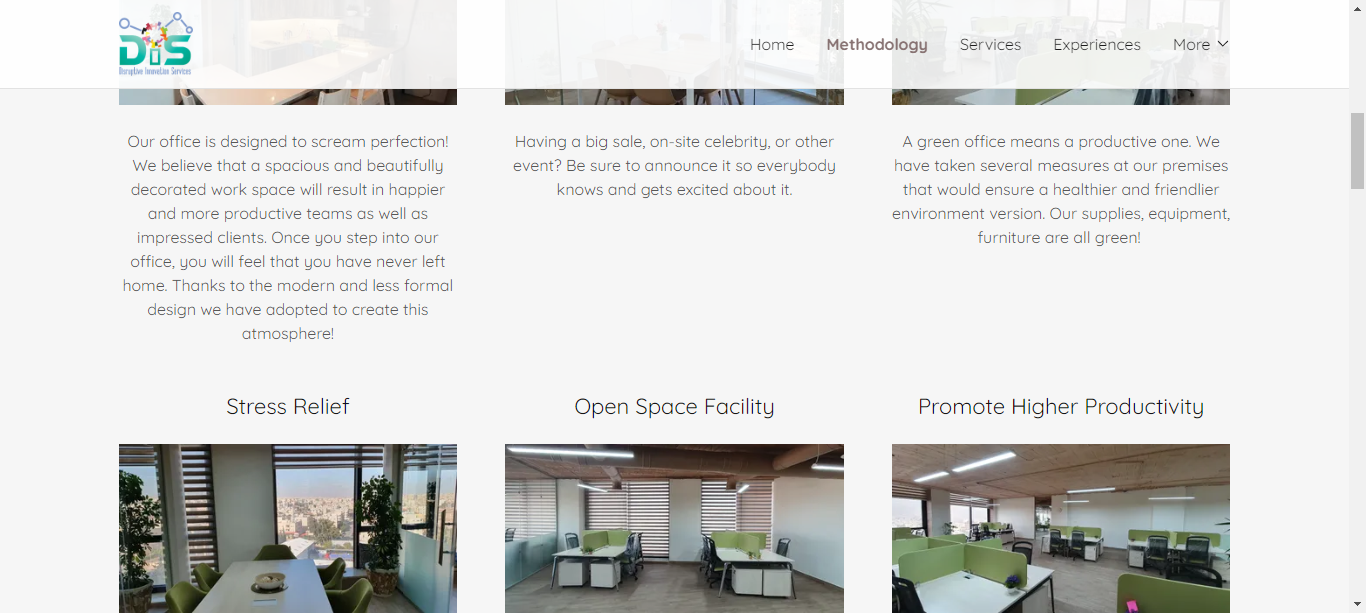 DiS
Disruptive Innovation Services
Home
Methodology
Services
Experiences
More
Our office is designed to scream perfection!
We believe that a spacious and beautifully
decorated work space will result in happier
and more productive teams as well as
impressed clients. Once you step into our
office, you will feel that you have never left
home. Thanks to the modern and less formal
design we have adopted to create this
atmosphere!
Having a big sale, on-site celebrity, or other
event? Be sure to announce it so everybody
knows and gets excited about it.
A green office means a productive one. We
have taken several measures at our premises
that would ensure a healthier and friendlier
environment version. Our supplies, equipment,
furniture are all green!
Stress Relief
Open Space Facility
Promote Higher Productivity